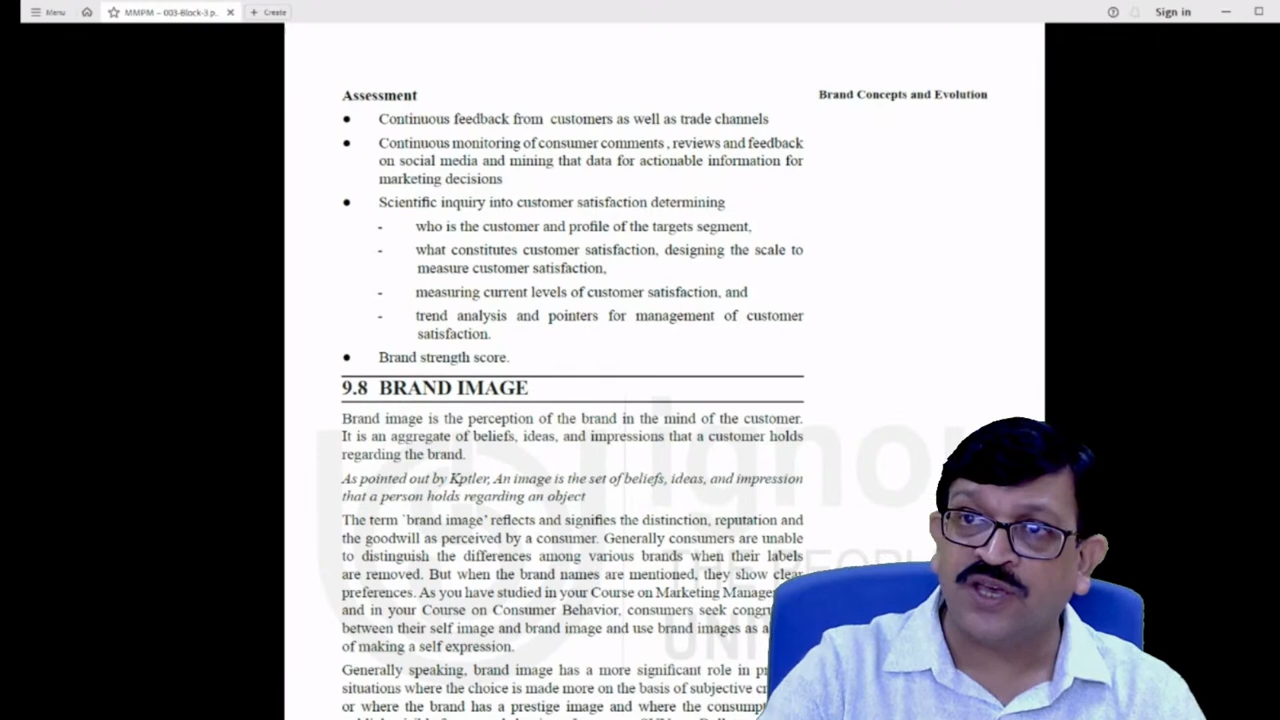 Menu
MMPM – 003-Block-3.p...
Create
Sign in
Assessment
Brand Concepts and Evolution
● Continuous feedback from customers as well as trade channels
● Continuous monitoring of consumer comments , reviews and feedback
on social media and mining that data for actionable information for
marketing decisions
● Scientific inquiry into customer satisfaction determining
- who is the customer and profile of the targets segment,
- what constitutes customer satisfaction, designing the scale to
measure customer satisfaction,
- measuring current levels of customer satisfaction, and
- trend analysis and pointers for management of customer
satisfaction.
● Brand strength score.
9.8 BRAND IMAGE
Brand image is the perception of the brand in the mind of the customer.
It is an aggregate of beliefs, ideas, and impressions that a customer holds
regarding the brand.
As pointed out by Kptler, An image is the set of beliefs, ideas, and impression
that a person holds regarding an object
The term `brand image' reflects and signifies the distinction, reputation and
the goodwill as perceived by a consumer. Generally consumers are unable
to distinguish the differences among various brands when their labels
are removed. But when the brand names are mentioned, they show clear
preferences. As you have studied in your Course on Marketing
and in your Course on Consumer Behavior, consumers seek
between their self image and brand image and use brand images as a
of making a self expression.
Generally speaking, brand image has a more significant role in
situations where the choice is made more on the basis of subjective
or where the brand has a prestige image and where the
ignou
THE PEOPLE